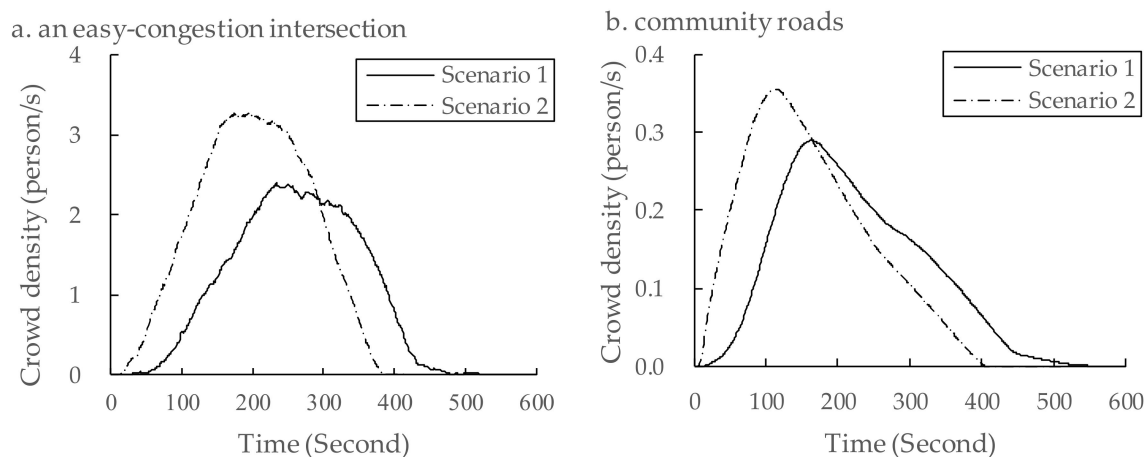 a. an easy-congestion intersection
4
3
2
1
0
Crowd density (person/s)
Scenario 1
Scenario 2
0 100 200 300 400 500 600
Time (Second)
b. community roads
0.4
0.3
0.2
0.1
0.0
Crowd density (person/s)
Scenario 1
Scenario 2
0 100 200 300 400 500 600
Time (Second)